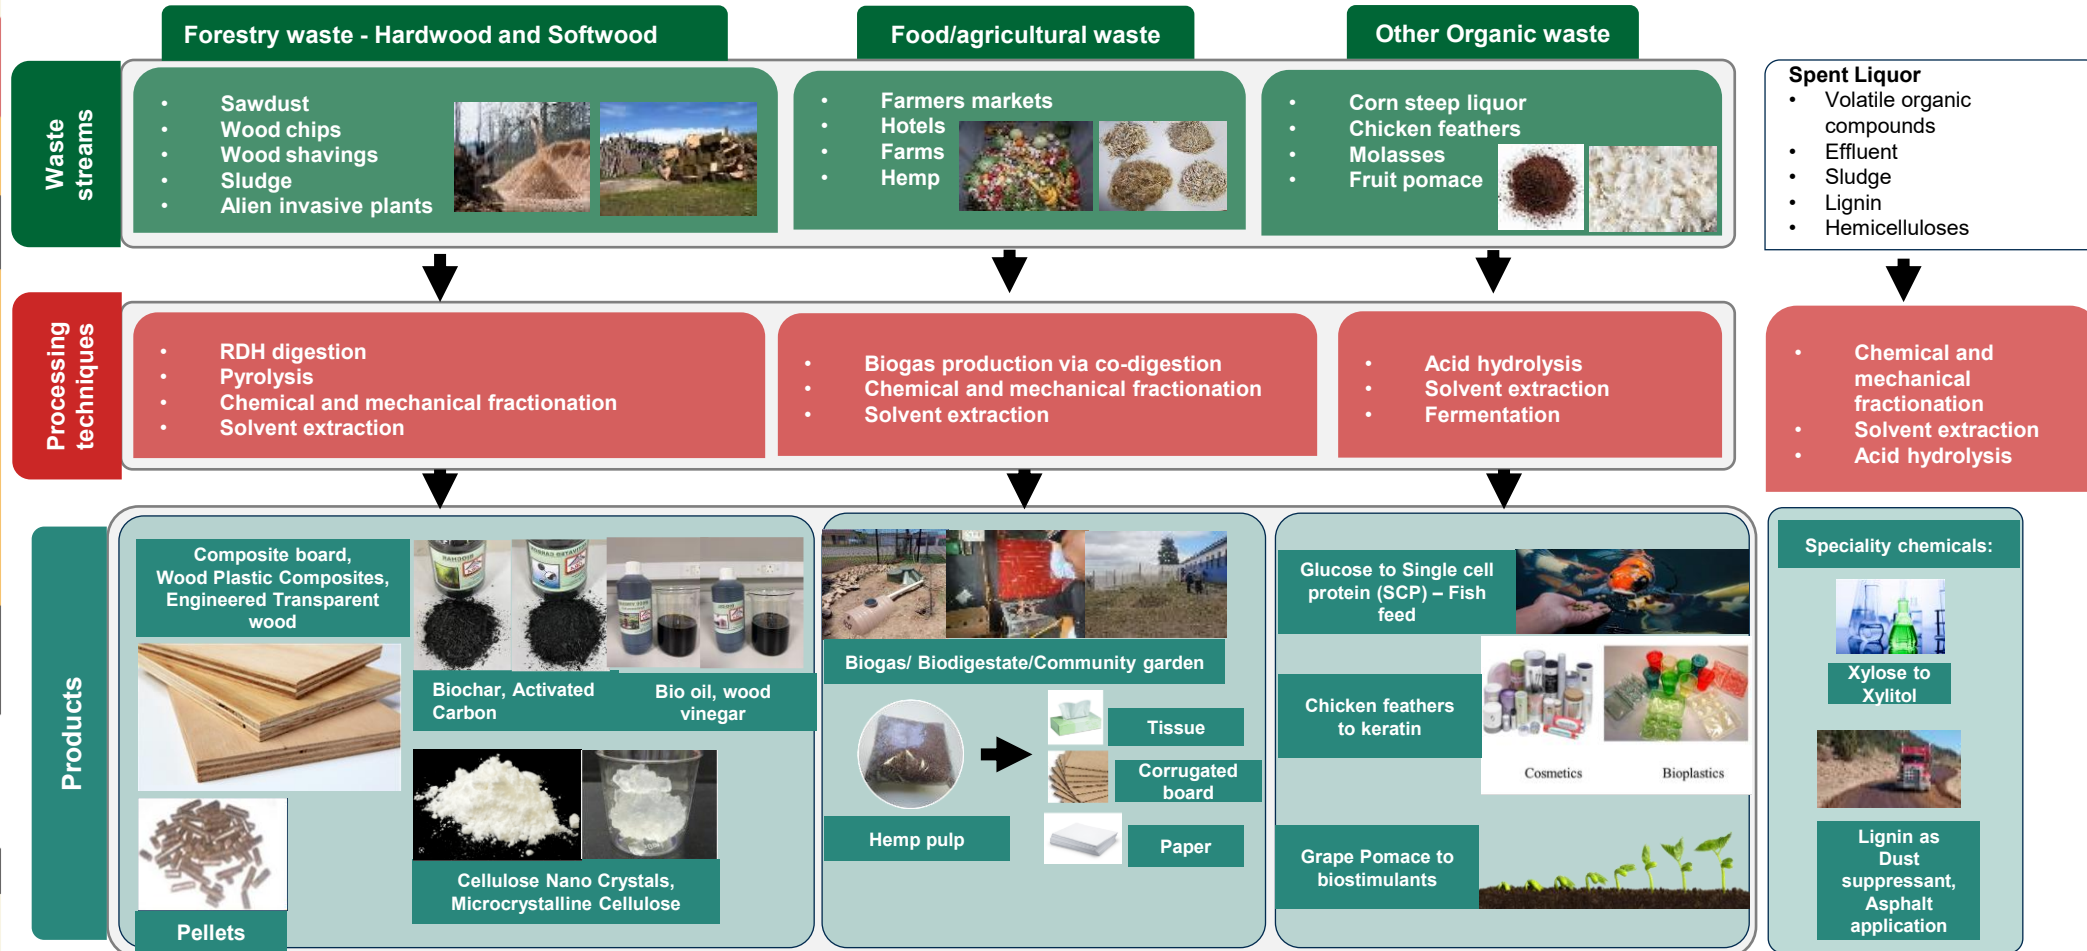 Forestry waste - Hardwood and Softwood
Food/agricultural waste
Other Organic waste
Waste
streams
• Sawdust
• Wood chips
• Wood shavings
• Sludge
• Alien invasive plants
• Farmers markets
• Hotels
• Farms
• Hemp
• Corn steep liquor
• Chicken feathers
• Molasses
• Fruit pomace
Spent Liquor
• Volatile organic
compounds
• Effluent
• Sludge
• Lignin
• Hemicelluloses
Processing
techniques
• RDH digestion
• Pyrolysis
• Chemical and mechanical fractionation
• Solvent extraction
• Biogas production via co-digestion
• Chemical and mechanical fractionation
• Solvent extraction
• Acid hydrolysis
• Solvent extraction
• Fermentation
• Chemical and
mechanical
fractionation
• Solvent extraction
• Acid hydrolysis
Products
Composite board,
Wood Plastic Composites,
Engineered Transparent
wood
Biochar, Activated
Carbon
Bio oil, wood
vinegar
Pellets
Cellulose Nano Crystals,
Microcrystalline Cellulose
Biogas/ Biodigestate/Community garden
Hemp pulp
Tissue
Corrugated
board
Paper
Glucose to Single cell
protein (SCP) – Fish
feed
Chicken feathers
to keratin
Cosmetics
Bioplastics
Grape Pomace to
biostimulants
Speciality chemicals:
Xylose to
Xylitol
Lignin as
Dust
suppressant,
Asphalt
application